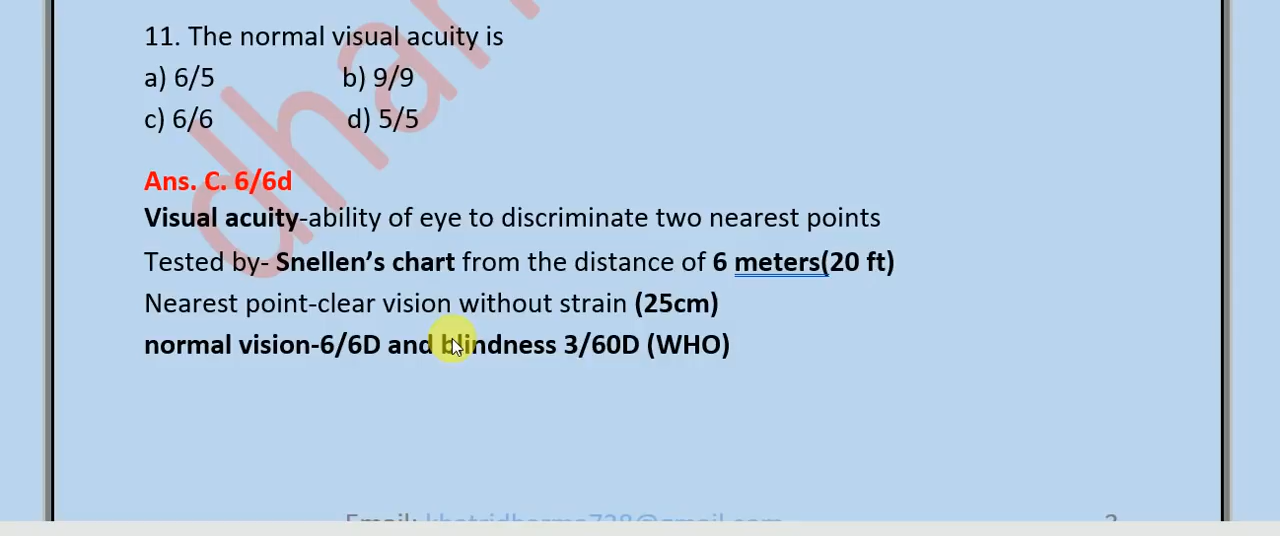 11. The normal visual acuity is
a) 6/5 b) 9/9
c) 6/6 d) 5/5
Ans. C. 6/6d
Visual acuity-ability of eye to discriminate two nearest points
Tested by- Snellen’s chart from the distance of 6 meters(20 ft)
Nearest point-clear vision without strain (25cm)
normal vision-6/6D and blindness 3/60D (WHO)
Email: